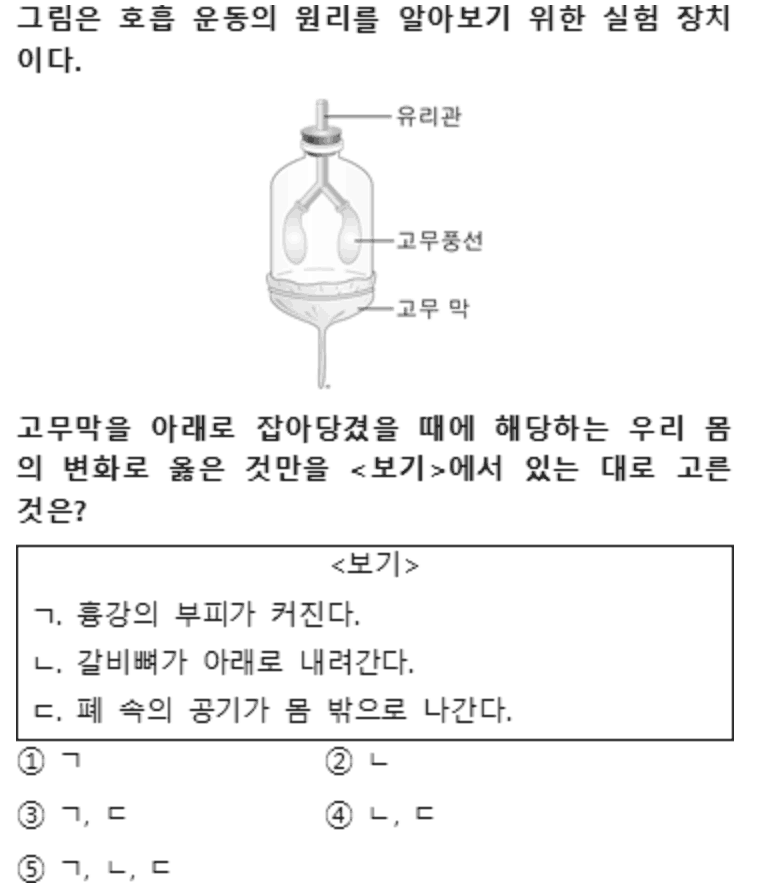 그림은 호흡 운동의 원리를 알아보기 위한 실험 장치
이다.
유리관
고무풍선
고무 막
고무막을 아래로 잡아당겼을 때에 해당하는 우리 몸
의 변화로 옳은 것만을 <보기>에서 있는 대로 고른
것은?
<보기>
ㄱ. 흉강의 부피가 커진다.
ㄴ. 갈비뼈가 아래로 내려간다.
ㄷ. 폐 속의 공기가 몸 밖으로 나간다.
① ㄱ ② ㄴ
③ ㄱ, ㄷ ④ ㄴ, ㄷ
⑤ ㄱ, ㄴ, ㄷ